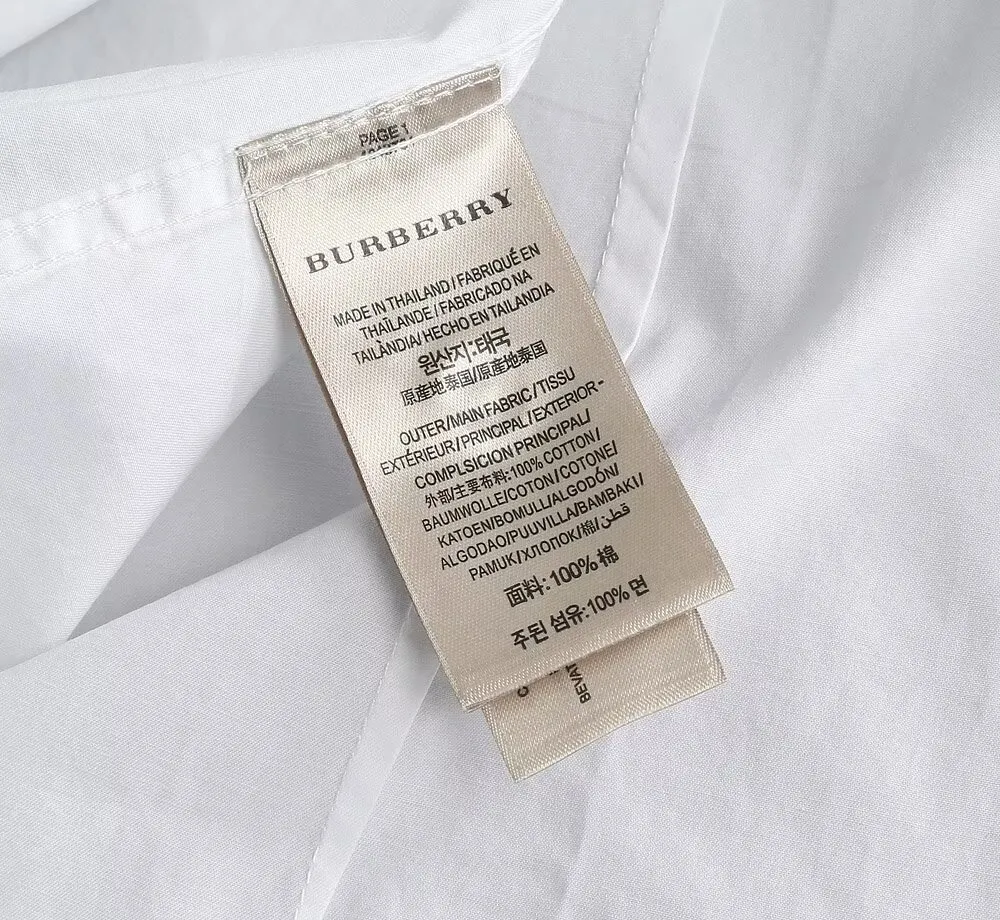 PAGE 1
BURBERRY
MADE IN THAILAND / FABRIQUÉ EN
THAÏLANDE / FABRICADO NA
TAILÂNDIA/ HECHO EN TAILANDIA
원산지:태국
原産地泰国/原産地泰国
OUTER/MAIN FABRIC/TISSU
EXTÉRIEUR/PRINCIPAL/EXTERIOR-
COMPLSICION PRINCIPAL/
外部/主要布料:100% COTTON/
BAUMWOLLE/COTON/COTONE/
KATOEN/BOMULL/ALGODÓN/
ALGODAO/PUUVILLA/BAMBAKI/
PAMUK/ХЛОПОК/棉/قطن
面料:100%棉
주된 섬유:100% 면
BEVAT